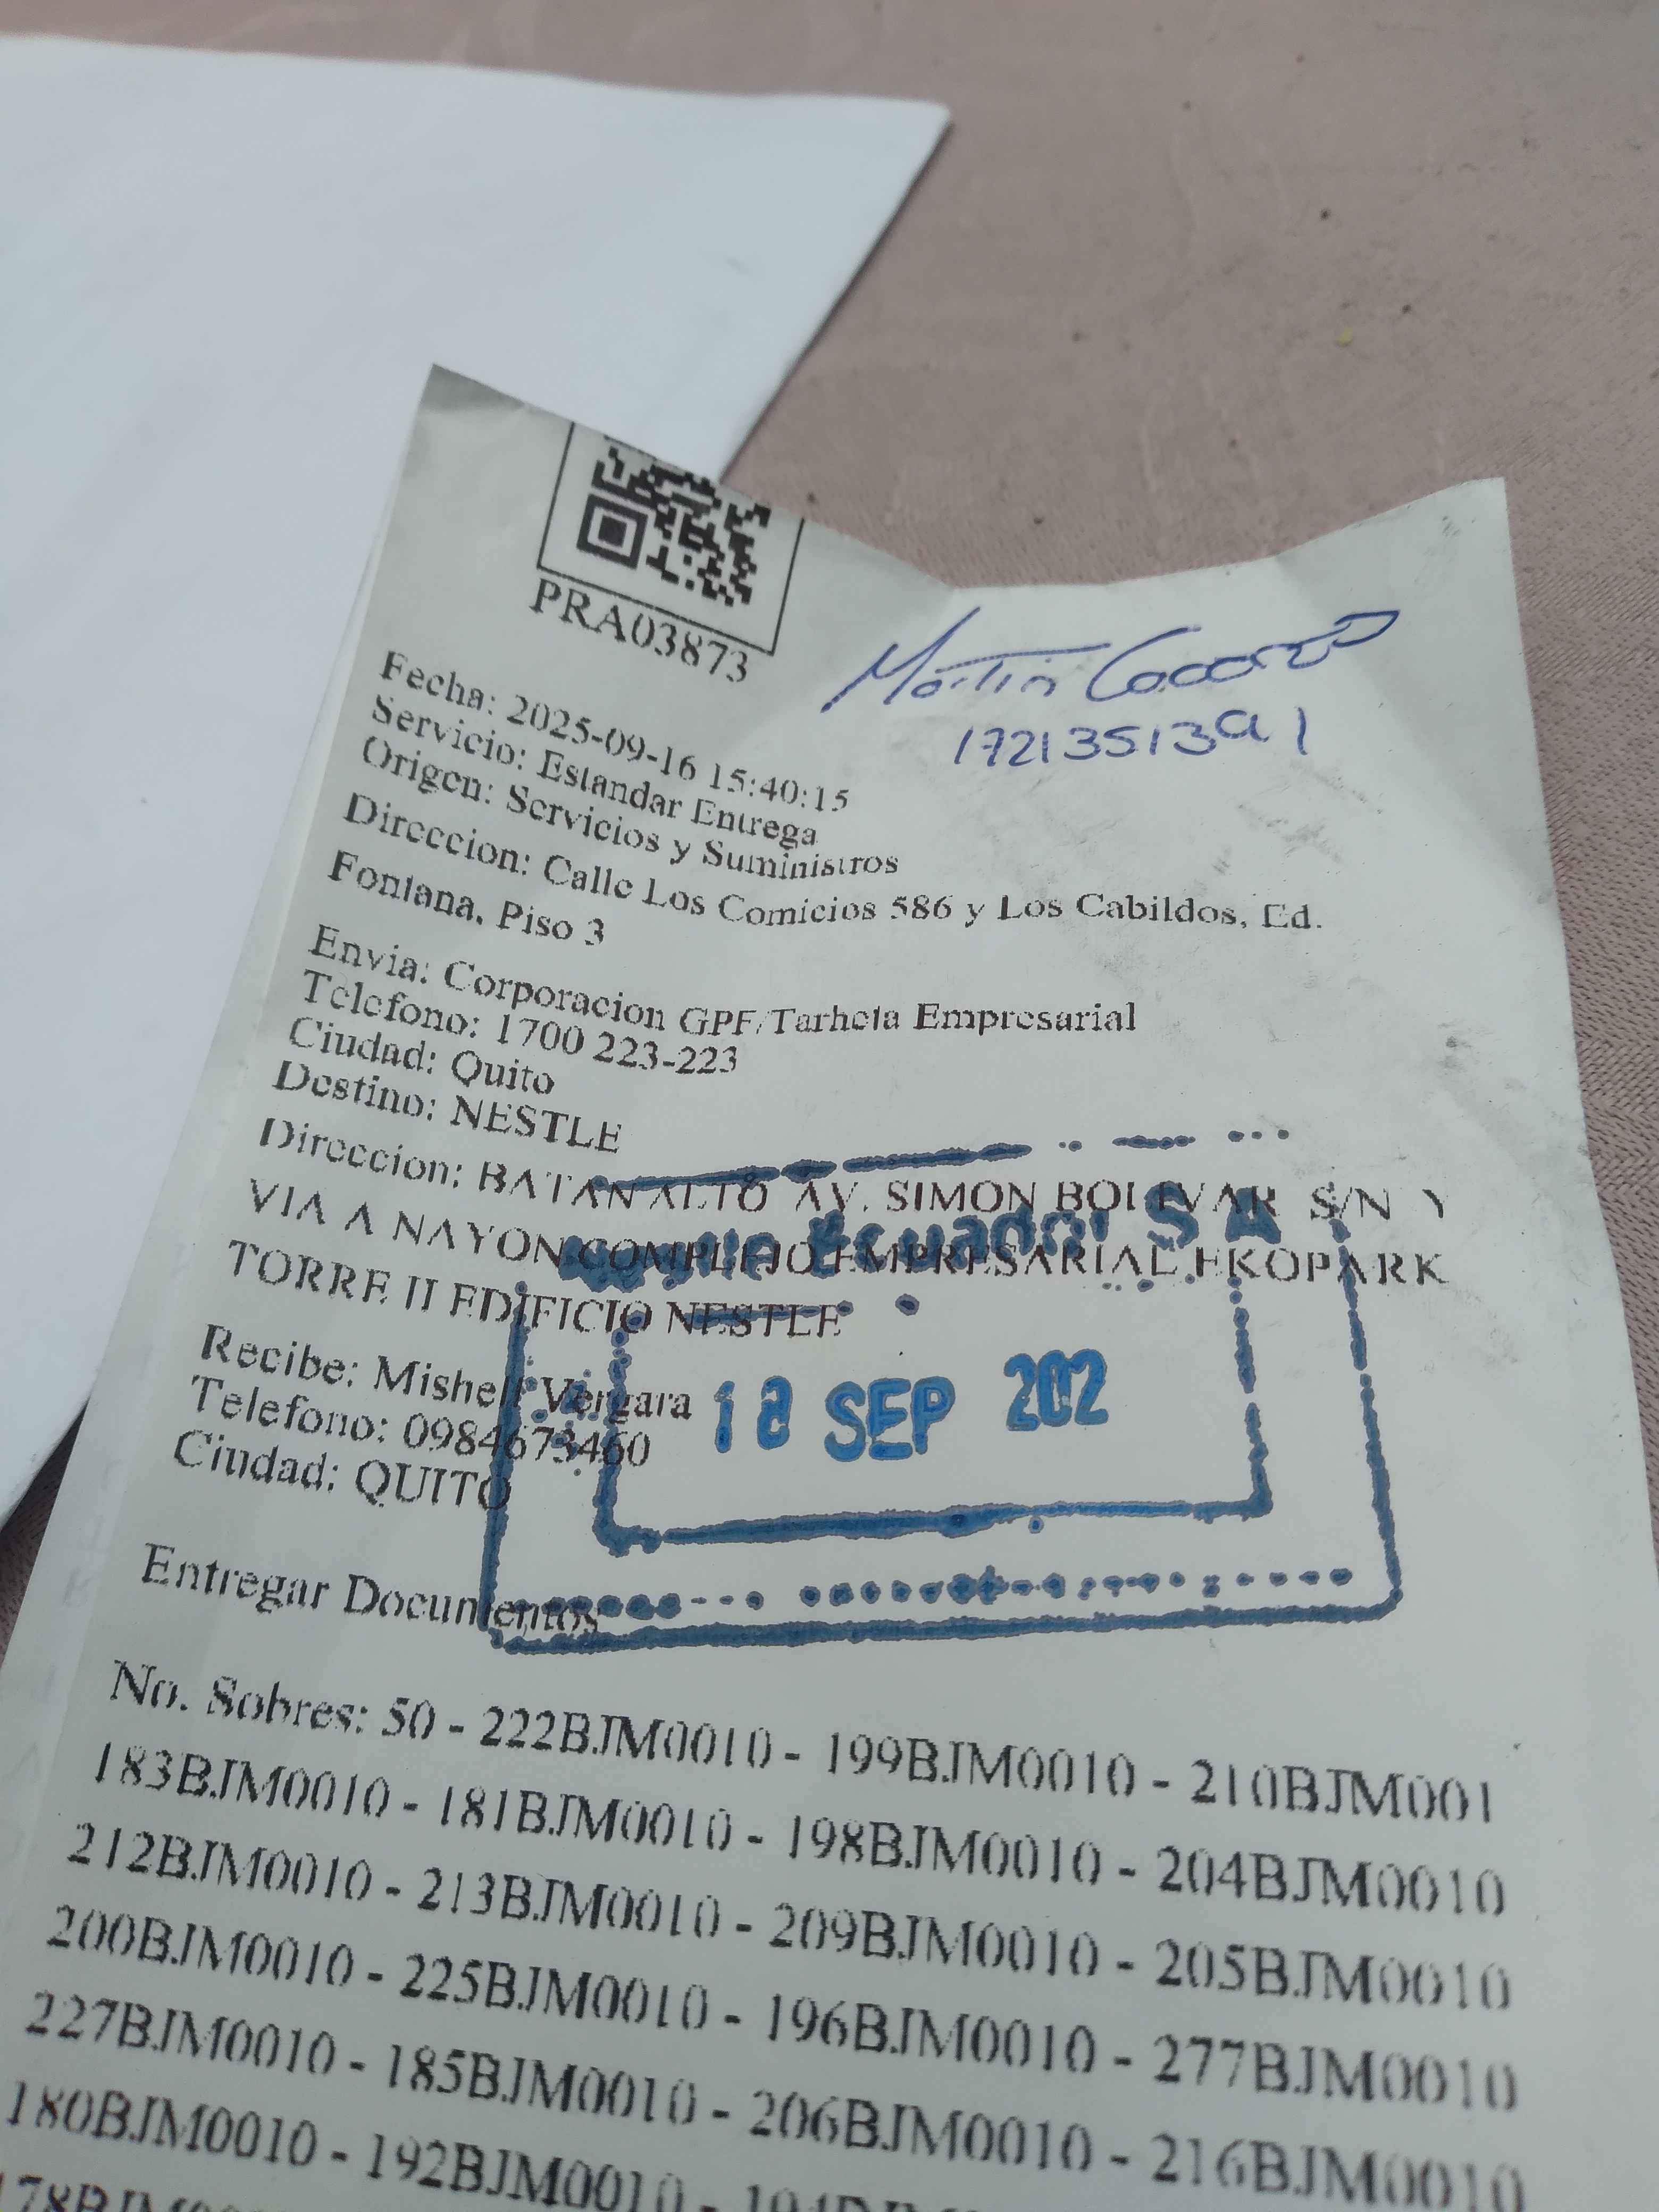 PRA03873
Martin
1721351391
Fecha: 2025-09-16 15:40:15
Servicio: Estandar Entrega
Origen: Servicios y Suministros
Direccion: Calle Los Comicios 586 y Los Cabildos, Ed.
Fontana, Piso 3
Envia: Corporacion GPF/Tarheta Empresarial
Telefono: 1700 223-223
Ciudad: Quito
Destino: NESTLE
Direccion: BATAN ALTO AV. SIMON BOLIVAR S/N Y
VIA A NAYON COMPLEJO EMPRESARIAL EKOPARK
TORRE II EDIFICIO NESTLE
Ecuador S A
Recibe: Mishell Vergara
18 SEP 202
Telefono: 0984673460
Ciudad: QUITO
Entregar Documentos
No. Sobres: 50 - 222BJM0010 - 199BJM0010 - 210BJM001
183BJM0010 - 181BJM0010 - 198BJM0010 - 204BJM0010
212BJM0010 - 213BJM0010 - 209BJM0010 - 205BJM0010
200BJM0010 - 225BJM0010 - 196BJM0010 - 277BJM0010
227BJM0010 - 185BJM0010 - 206BJM0010 - 216BJM0010
180BJM0010 - 192BJM0010